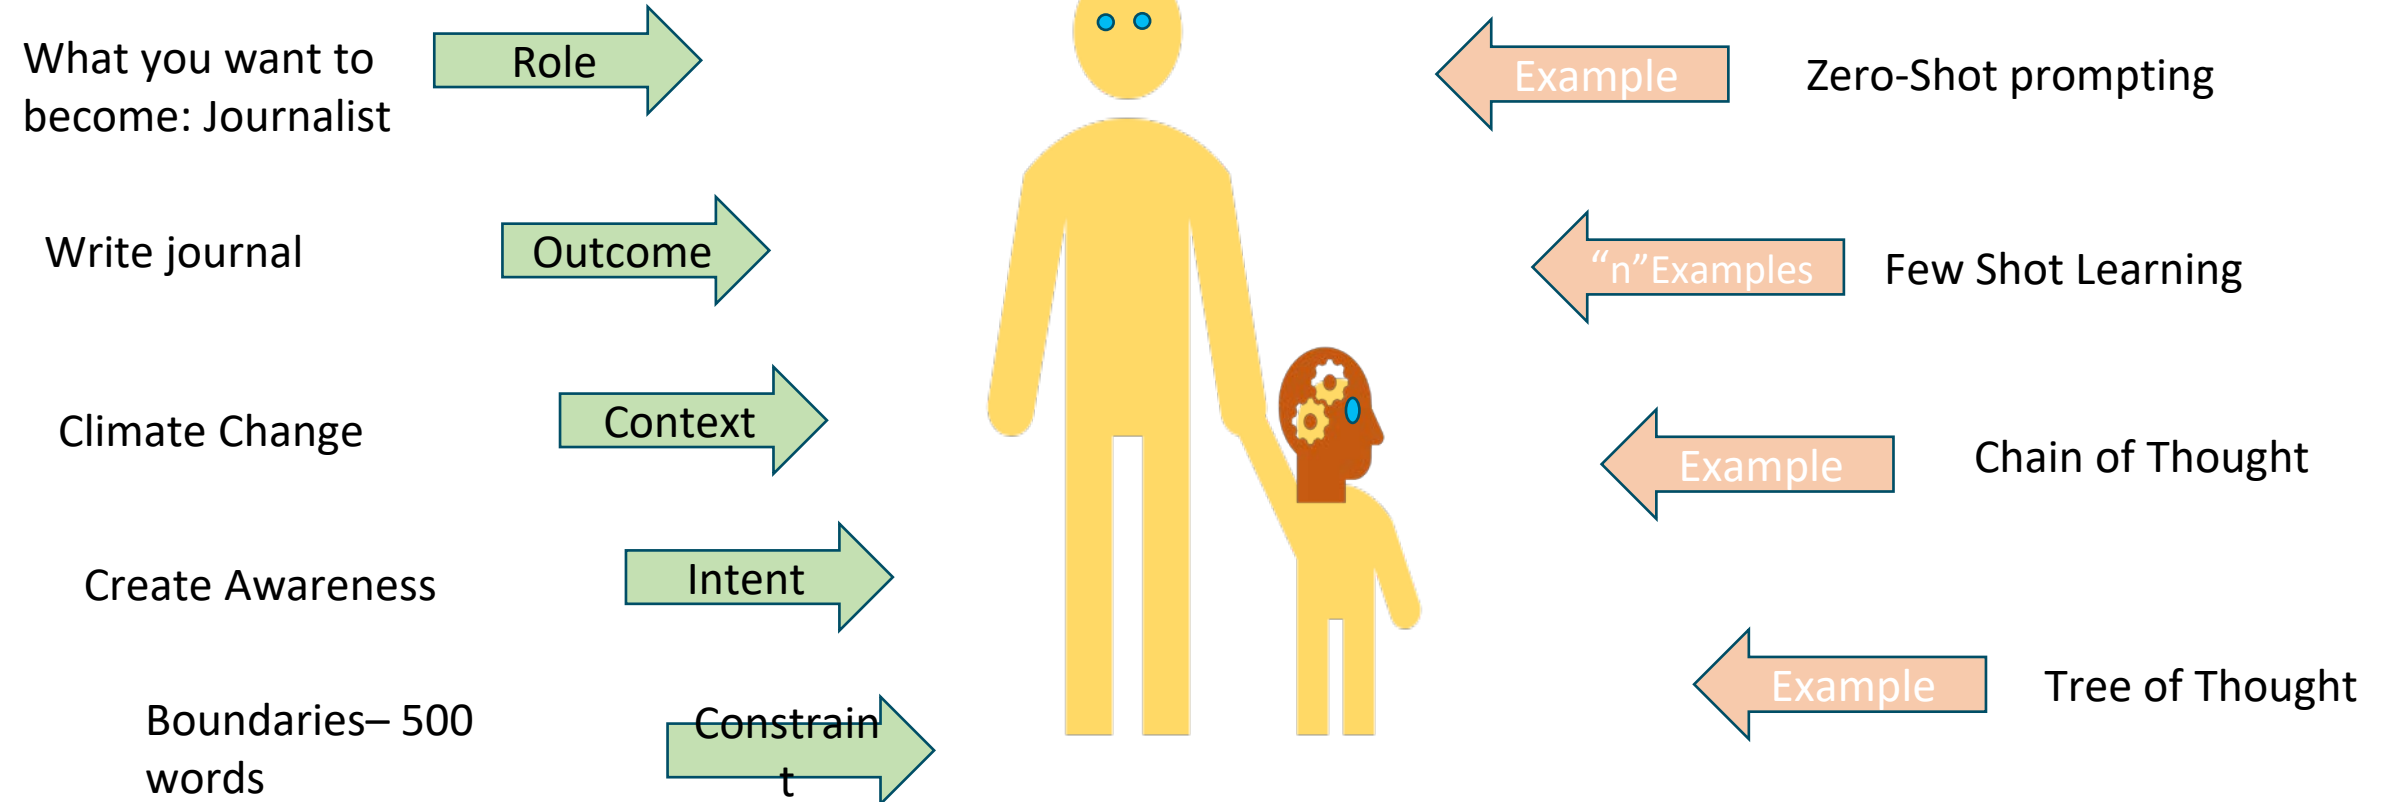 What you want to
become: Journalist
Role
Example
Zero-Shot prompting
Write journal
Outcome
“n”Examples
Few Shot Learning
Climate Change
Context
Example
Chain of Thought
Create Awareness
Intent
Example
Tree of Thought
Boundaries– 500
words
Constrain
t